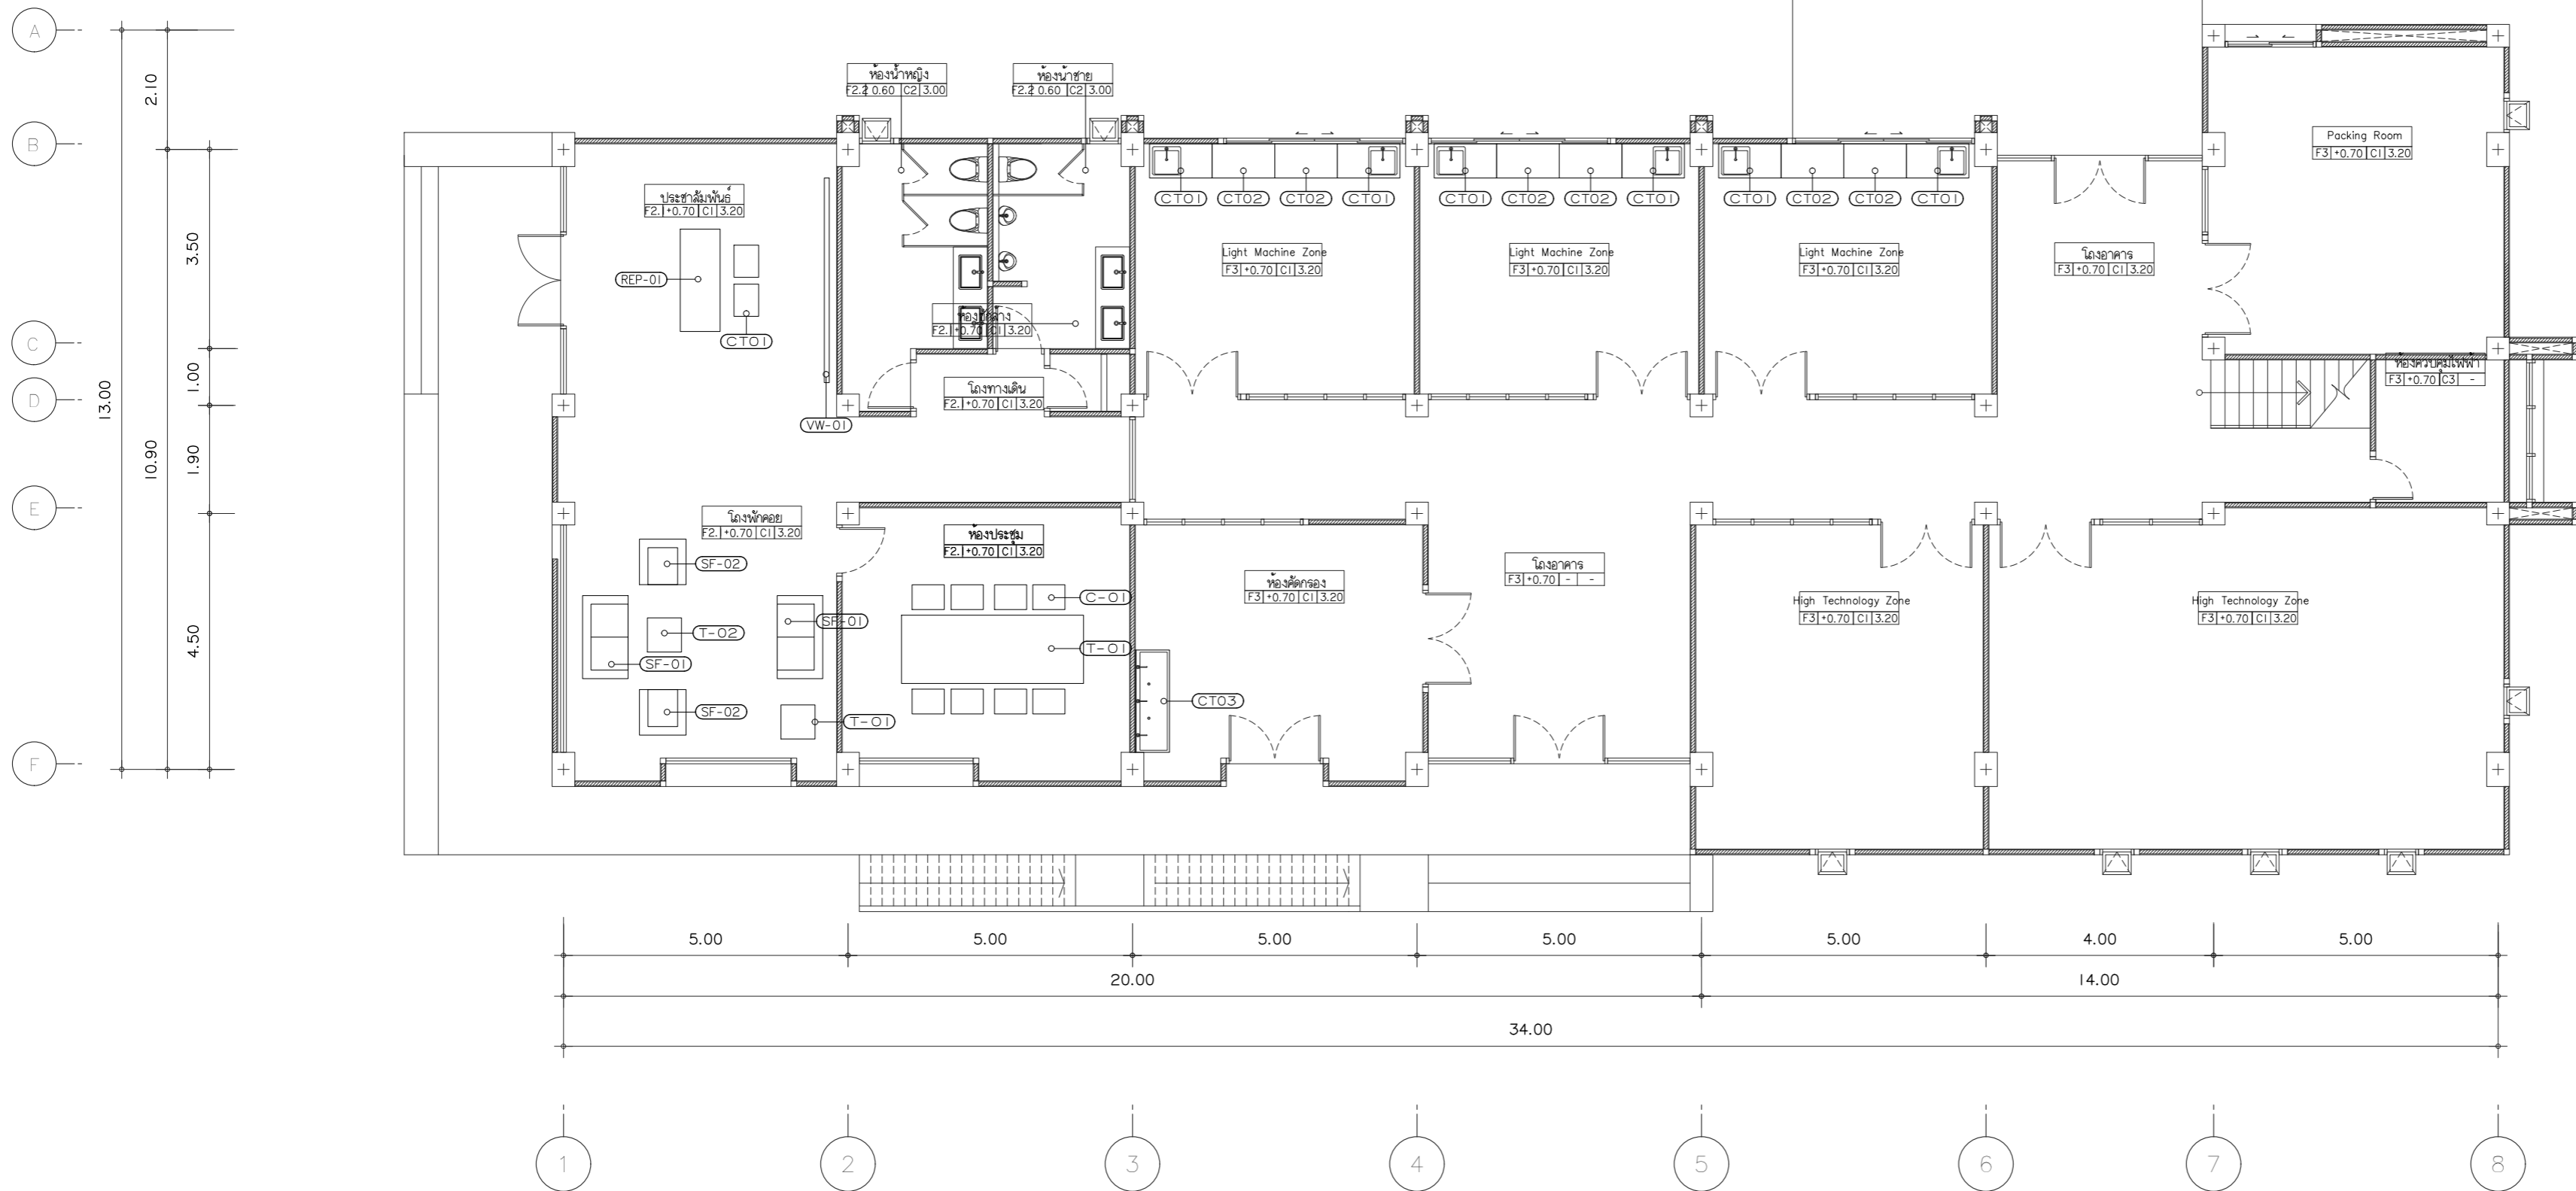 A
B
C
D
E
F
2.10
3.50
1.00
1.90
4.50
10.90
13.00
ห้องน้ำหญิง
F2.2 0.60 C2 3.00
ห้องน้ำชาย
F2.2 0.60 C2 3.00
ประชาสัมพันธ์
F2.1 +0.70 C1 3.20
REP-01
CT01
VW-01
F2.1 +0.70 C1 3.20
โถงทางเดิน
F2.1 +0.70 C1 3.20
CT01
CT02
CT02
CT01
CT01
CT02
CT02
CT01
CT01
CT02
CT02
CT01
Light Machine Zone
F3 +0.70 C1 3.20
Light Machine Zone
F3 +0.70 C1 3.20
Light Machine Zone
F3 +0.70 C1 3.20
โถงอาคาร
F3 +0.70 C1 3.20
Packing Room
F3 +0.70 C1 3.20
ห้องควบคุมไฟฟ้า
F3 +0.70 C3 -
โถงพักคอย
F2.1 +0.70 C1 3.20
ห้องประชุม
F2.1 +0.70 C1 3.20
SF-02
T-02
SF-01
SF-01
SF-02
T-01
C-01
T-01
ห้องคัดกรอง
F3 +0.70 C1 3.20
CT03
โถงอาคาร
F3 +0.70 - -
High Technology Zone
F3 +0.70 C1 3.20
High Technology Zone
F3 +0.70 C1 3.20
5.00
5.00
5.00
5.00
5.00
4.00
5.00
20.00
14.00
34.00
1
2
3
4
5
6
7
8